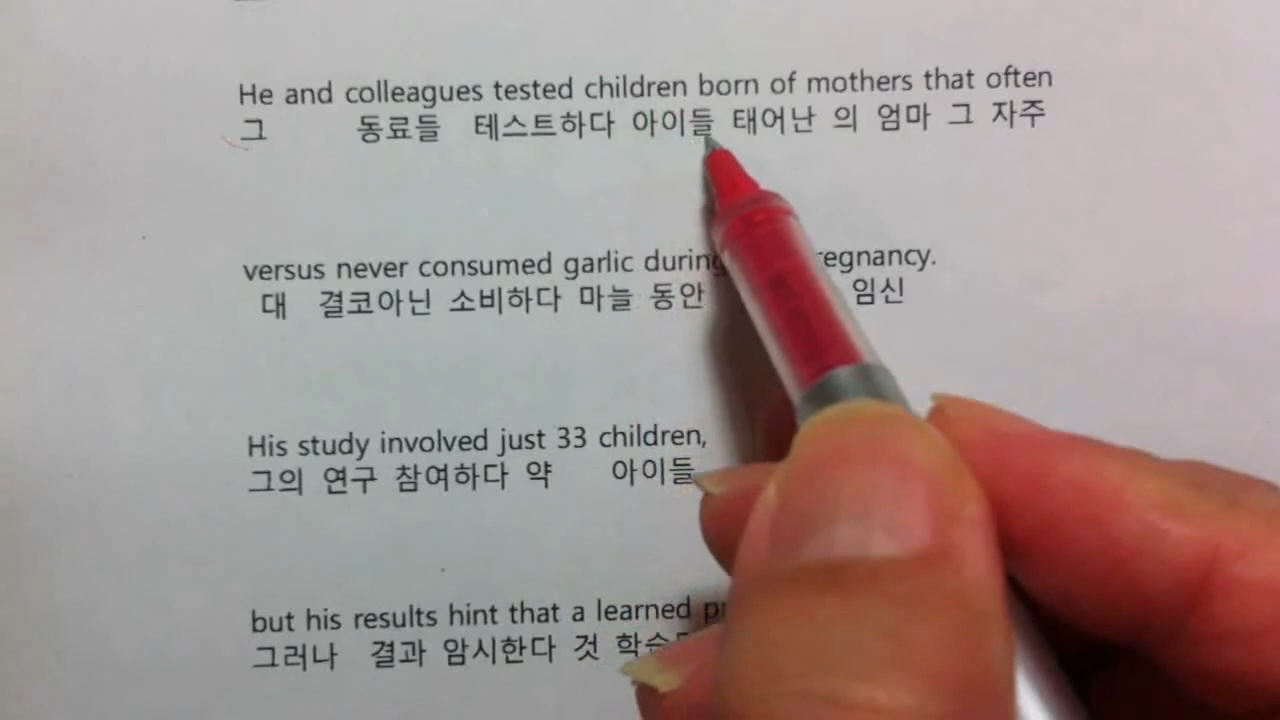 He and colleagues tested children born of mothers that often
그 동료들 테스트하다 아이들 태어난 의 엄마 그 자주
versus never consumed garlic during egnancy.
대 결코아닌 소비하다 마늘 동안 임신
His study involved just 33 children,
그의 연구 참여하다 약 아이들
but his results hint that a learned
그러나 결과 암시한다 것